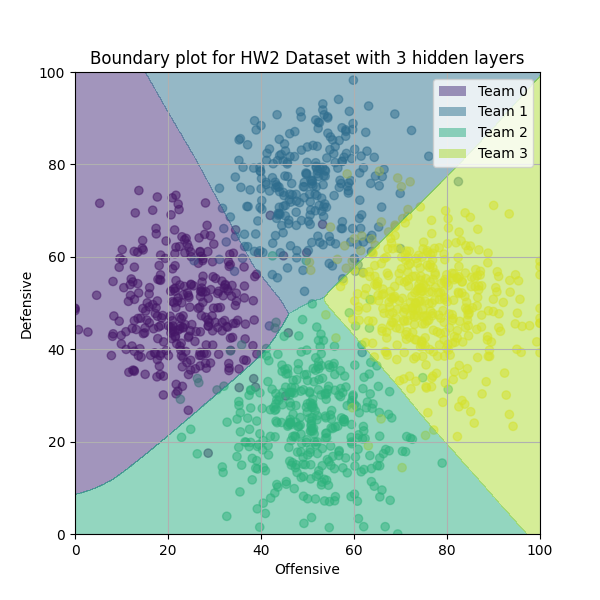 Boundary plot for HW2 Dataset with 3 hidden layers
100
80
60
40
20
0
Defensive
Team 0
Team 1
Team 2
Team 3
0 20 40 60 80 100
Offensive